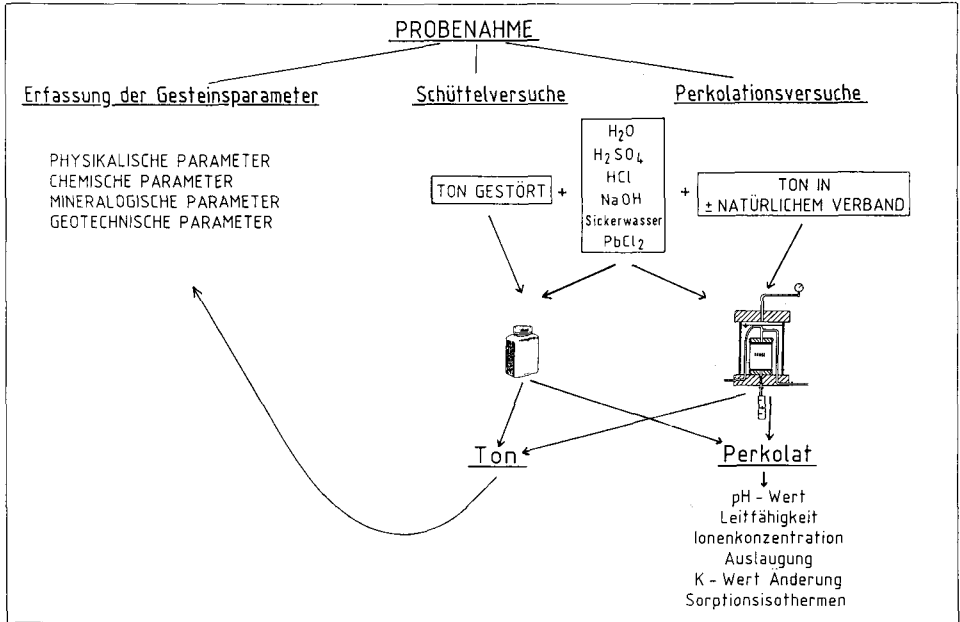 PROBENAHME
Erfassung der Gesteinsparameter
Schüttelversuche
Perkolationsversuche
PHYSIKALISCHE PARAMETER
CHEMISCHE PARAMETER
MINERALOGISCHE PARAMETER
GEOTECHNISCHE PARAMETER
TON GESTÖRT
+
H₂O
H₂SO₄
HCl
NaOH
Sickerwasser
PbCl₂
+
TON IN
± NATÜRLICHEM VERBAND
Ton
Perkolat
pH - Wert
Leitfähigkeit
Ionenkonzentration
Auslaugung
K - Wert Änderung
Sorptionsisothermen